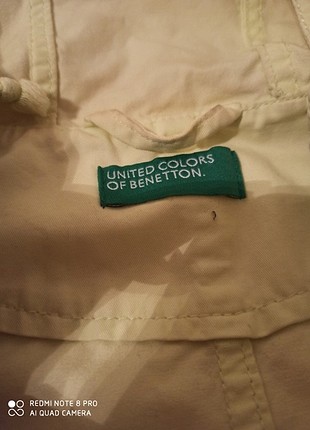 UNITED COLORS
OF BENETTON.
REDMI NOTE 8 PRO
AI QUAD CAMERA